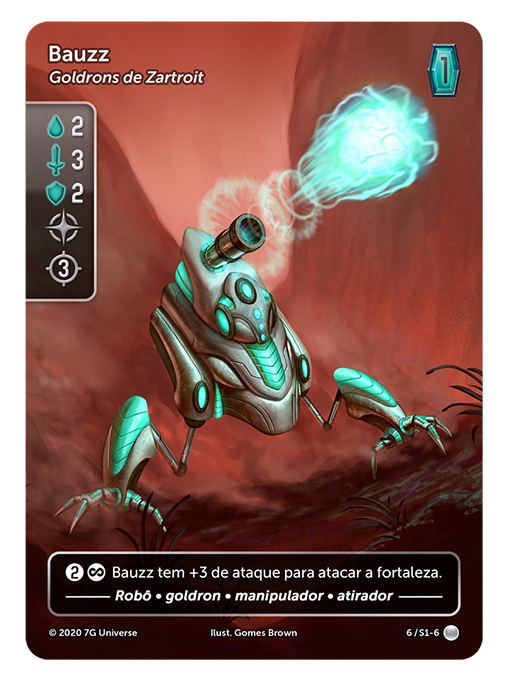 Bauzz
Goldrons de Zartroit
1
2
3
2
3
2 ∞ Bauzz tem +3 de ataque para atacar a fortaleza.
Robô • goldron • manipulador • atirador
© 2020 7G Universe Ilust. Gomes Brown 6 / S1-6